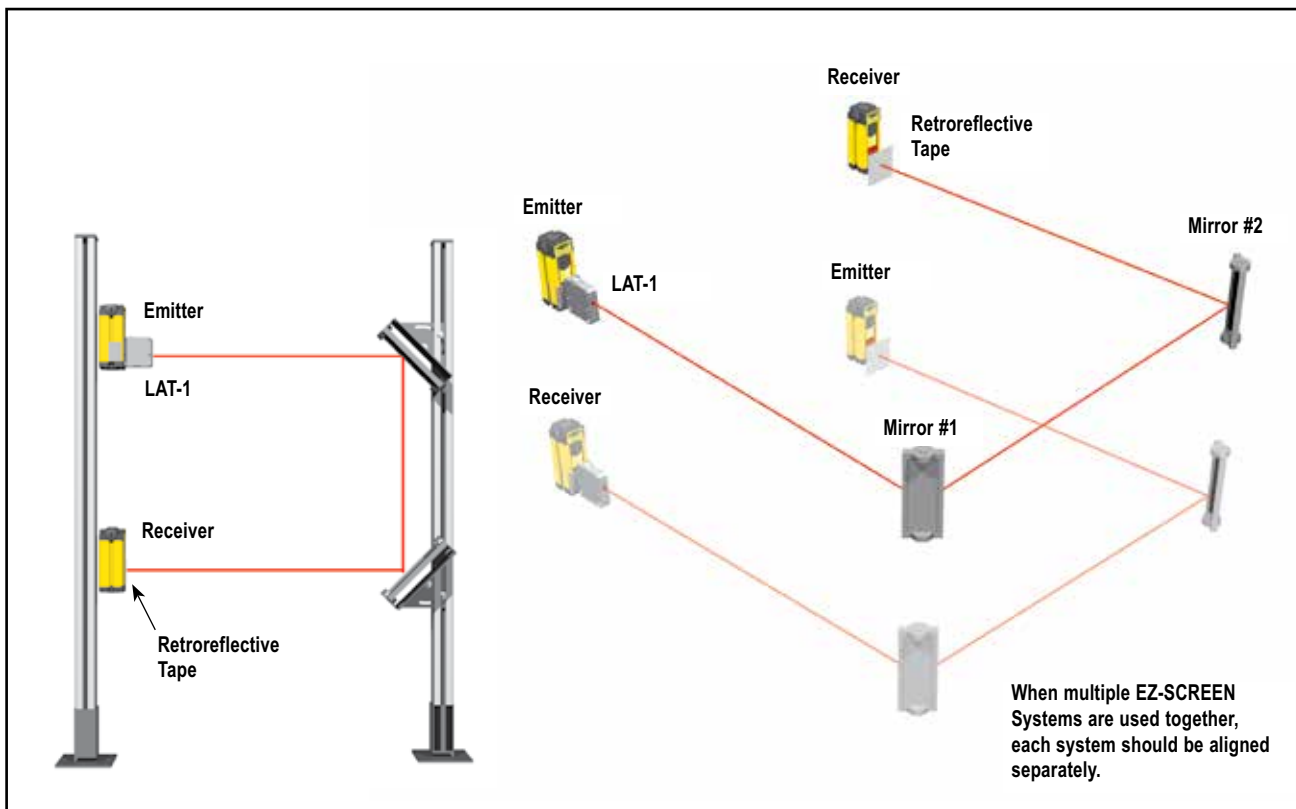 Receiver
Retroreflective
Tape
Emitter
Mirror #2
LAT-1
Emitter
Emitter
LAT-1
Receiver
Mirror #1
Receiver
Retroreflective
Tape
When multiple EZ-SCREEN
Systems are used together,
each system should be aligned
separately.